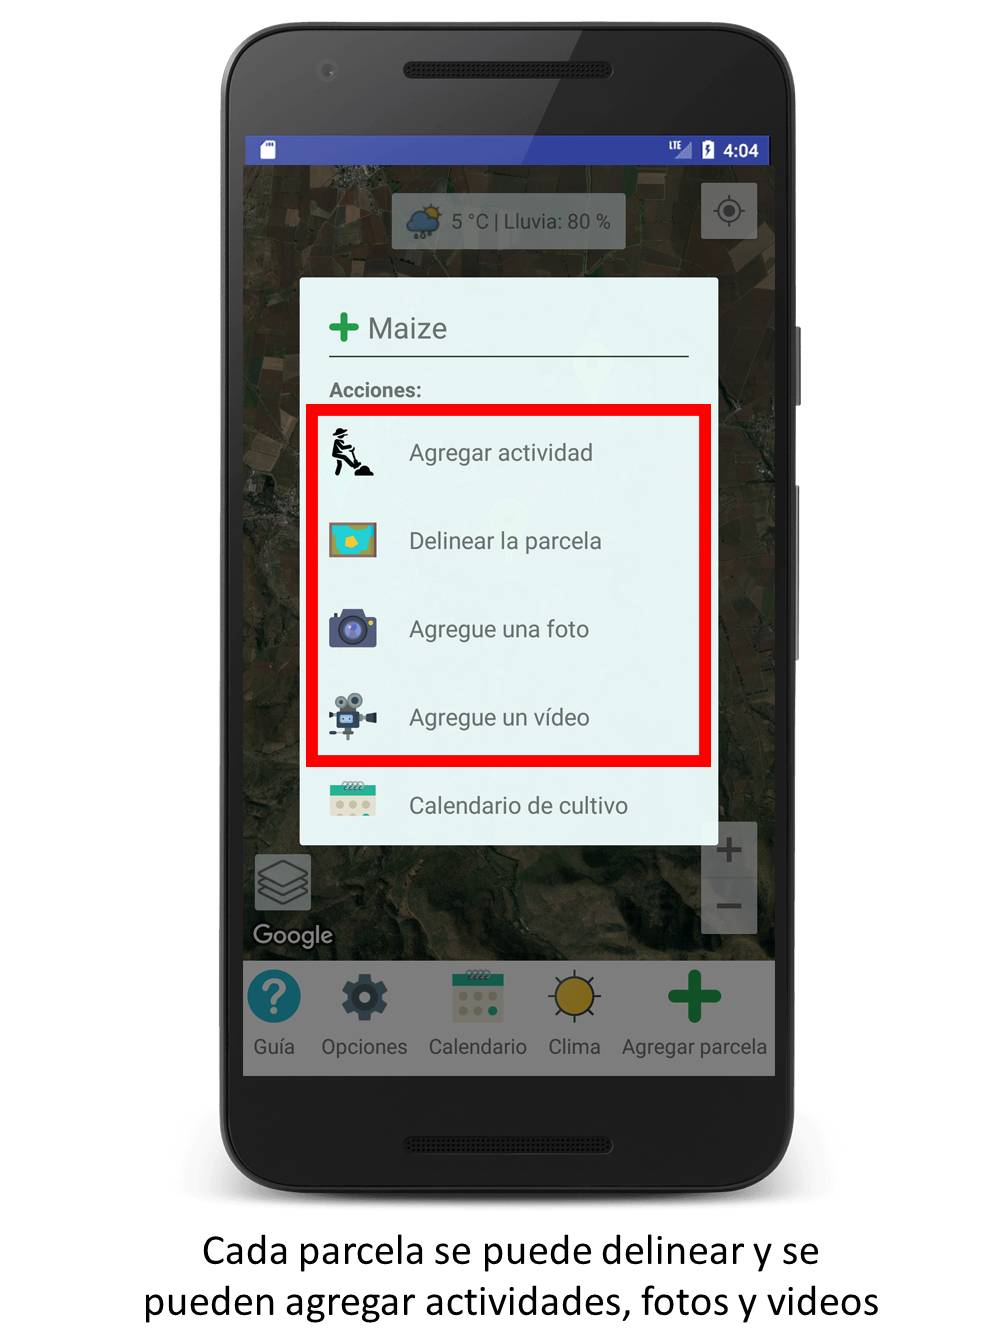 LTE 4:04
5 °C | Lluvia: 80 %
Maize
Acciones:
Agregar actividad
Delinear la parcela
Agregue una foto
Agregue un vídeo
Calendario de cultivo
+
−
Google
?
Guía Opciones Calendario Clima Agregar parcela
Cada parcela se puede delinear y se
pueden agregar actividades, fotos y videos